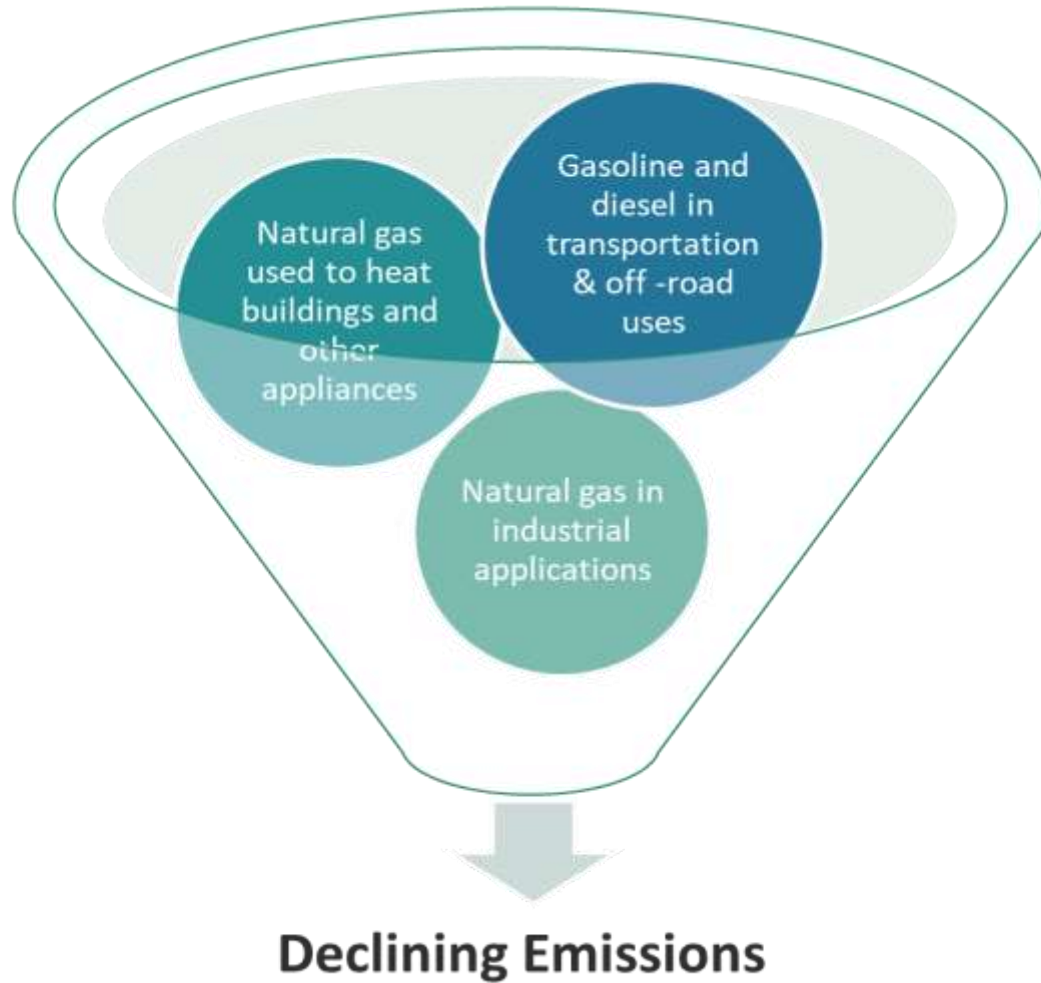 Gasoline and
diesel in
transportation
& off -road
uses
Natural gas
used to heat
buildings and
other
appliances
Natural gas in
industrial
applications
Declining Emissions